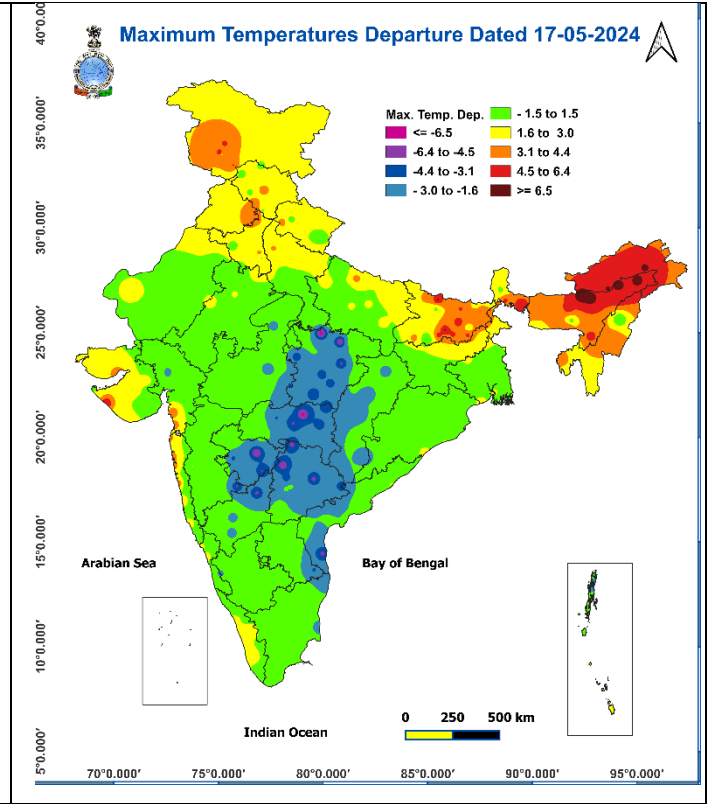 Maximum Temperatures Departure Dated 17-05-2024
Max. Temp. Dep.
<= -6.5
-6.4 to -4.5
-4.4 to -3.1
- 3.0 to -1.6
- 1.5 to 1.5
1.6 to 3.0
3.1 to 4.4
4.5 to 6.4
>= 6.5
40°0.00
35°0.000'
30°0.000'
25°0.000'
20°0.000'
15°0.000'
10°0.000'
5°0.000'
Arabian Sea
Bay of Bengal
Indian Ocean
0 250 500 km
70°0.000' 75°0.000' 80°0.000' 85°0.000' 90°0.000' 95°0.000'